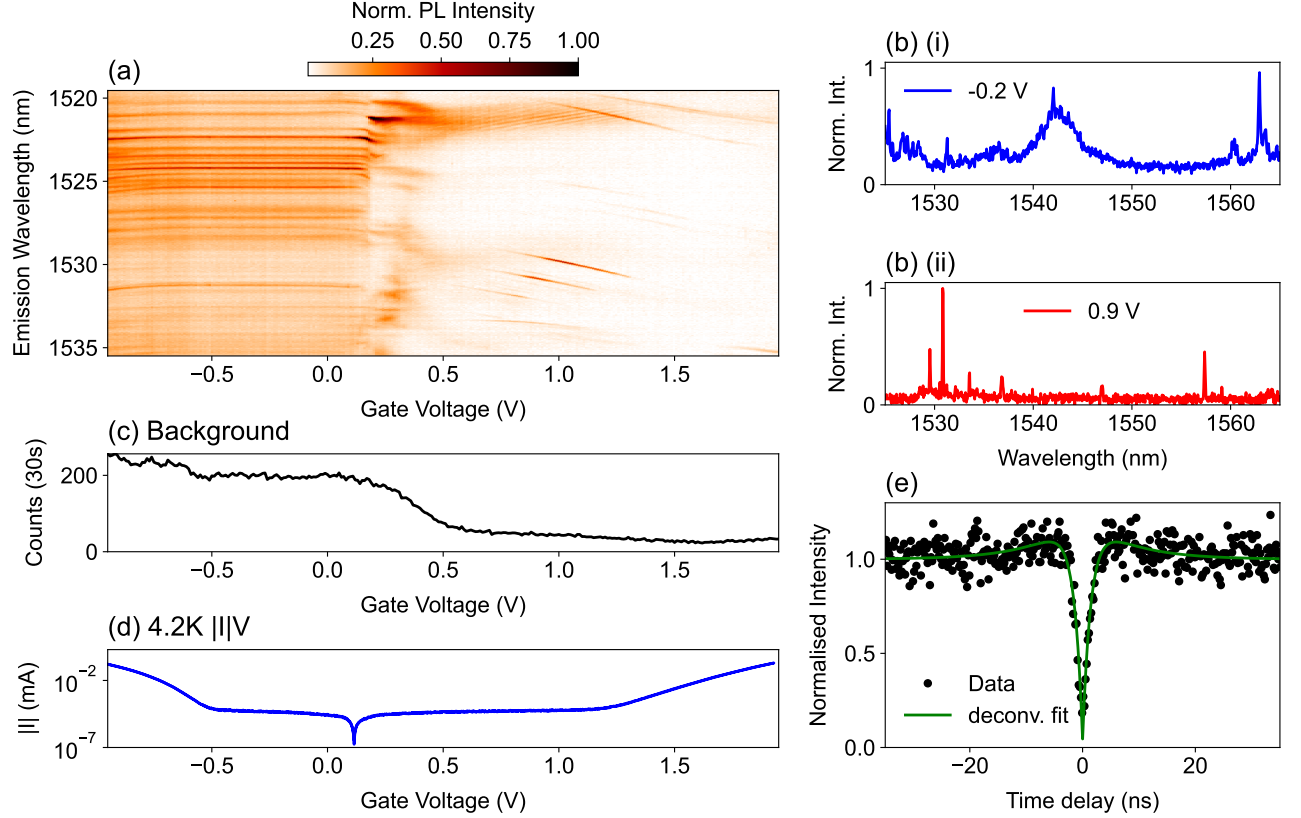 Norm. PL Intensity
0.25 0.50 0.75 1.00
(a)
Emission Wavelength (nm)
1520
1525
1530
1535
−0.5 0.0 0.5 1.0 1.5
Gate Voltage (V)
(c) Background
Counts (30s)
200
0
−0.5 0.0 0.5 1.0 1.5
Gate Voltage (V)
(d) 4.2K |I|V
|I| (mA)
10−2
10−7
−0.5 0.0 0.5 1.0 1.5
Gate Voltage (V)
(b) (i)
Norm. Int.
1
0
-0.2 V
1530 1540 1550 1560
(b) (ii)
Norm. Int.
1
0
0.9 V
1530 1540 1550 1560
Wavelength (nm)
(e)
Normalised Intensity
1.0
0.5
0.0
Data
deconv. fit
−20 0 20
Time delay (ns)